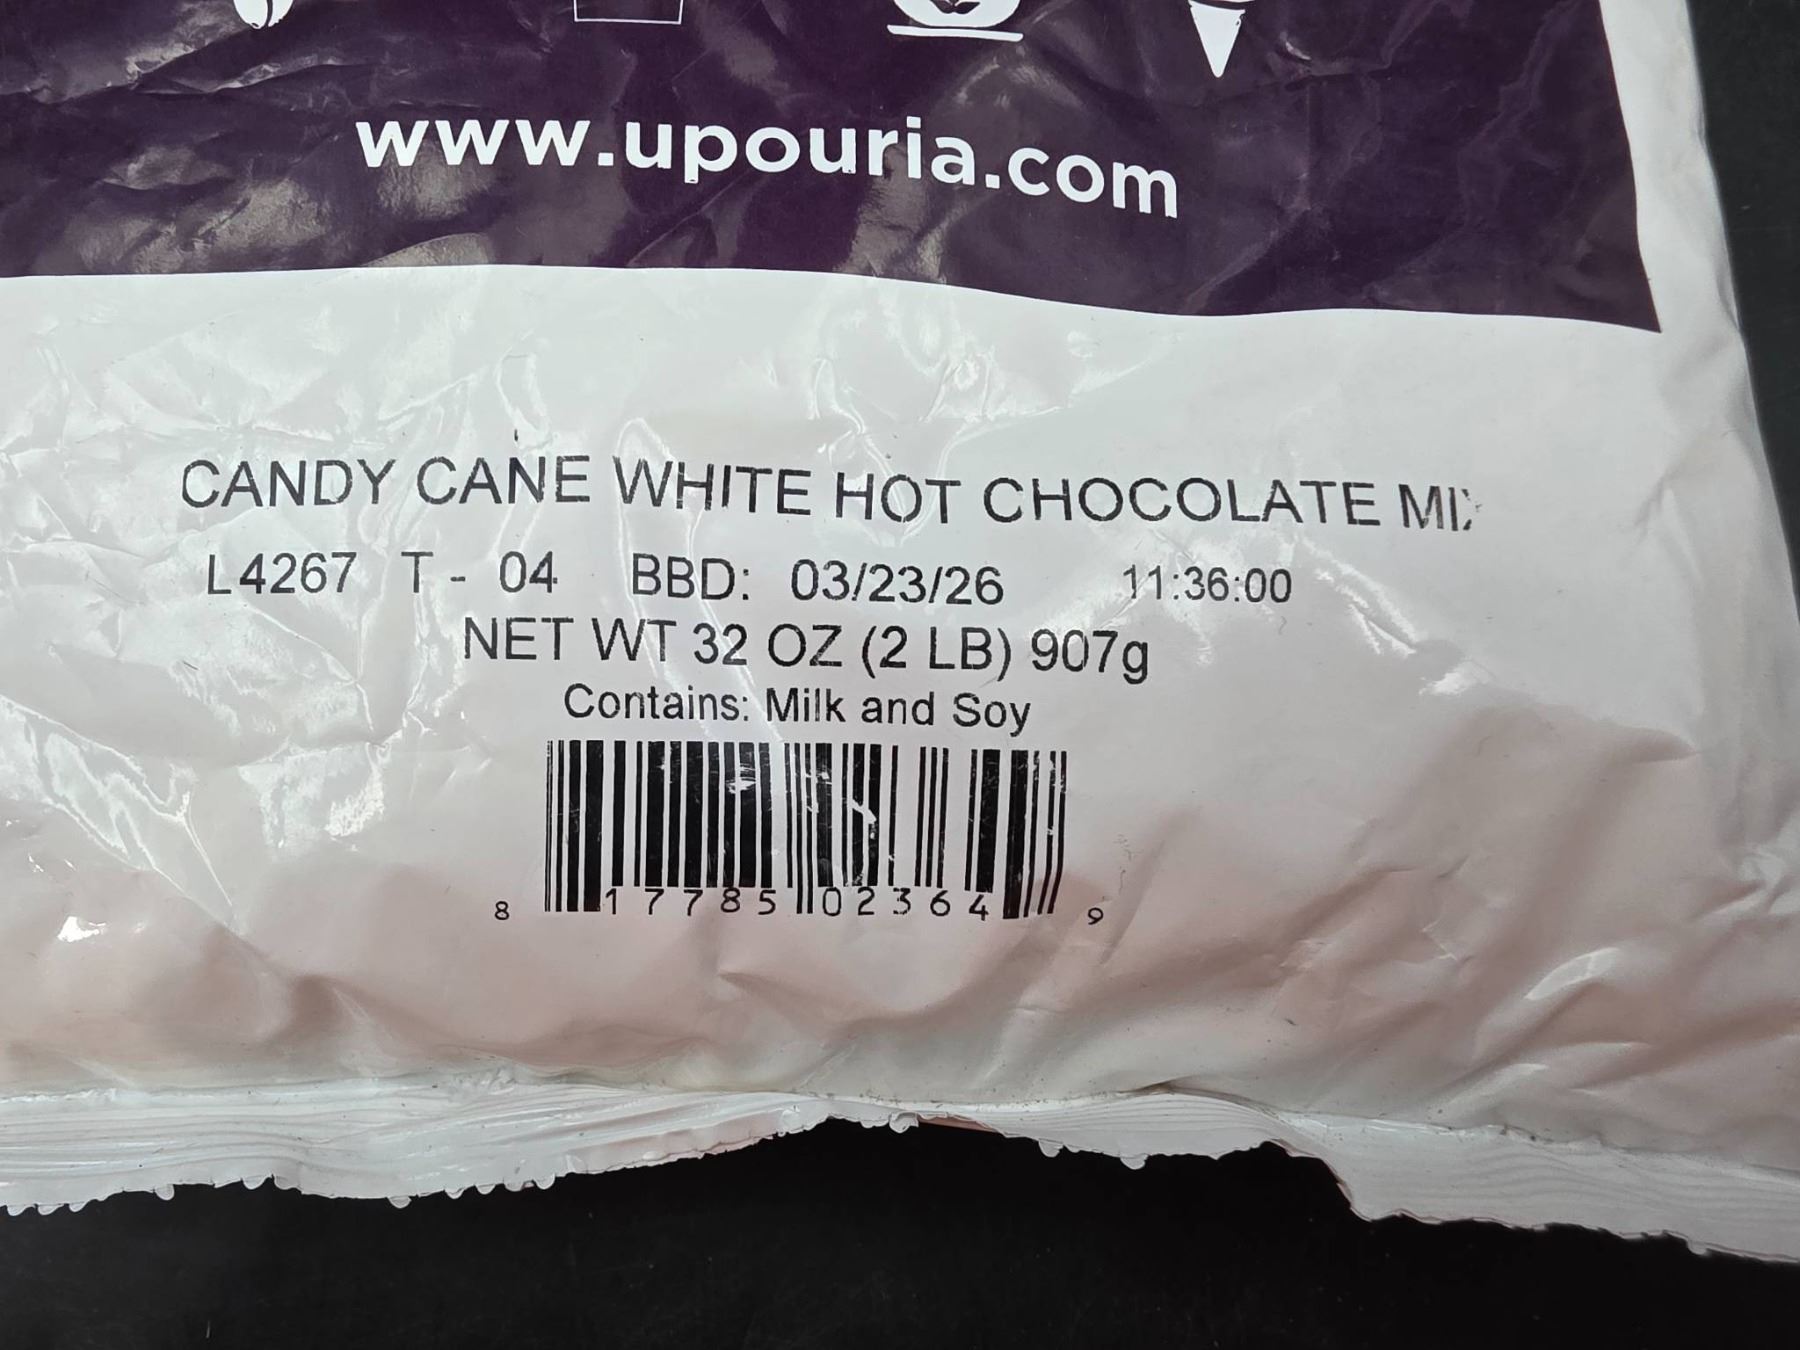 www.upouria.com
CANDY CANE WHITE HOT CHOCOLATE MIX
L4267 T- 04 BBD: 03/23/26 11:36:00
NET WT 32 OZ (2 LB) 907g
Contains: Milk and Soy
8 17785 02364 9